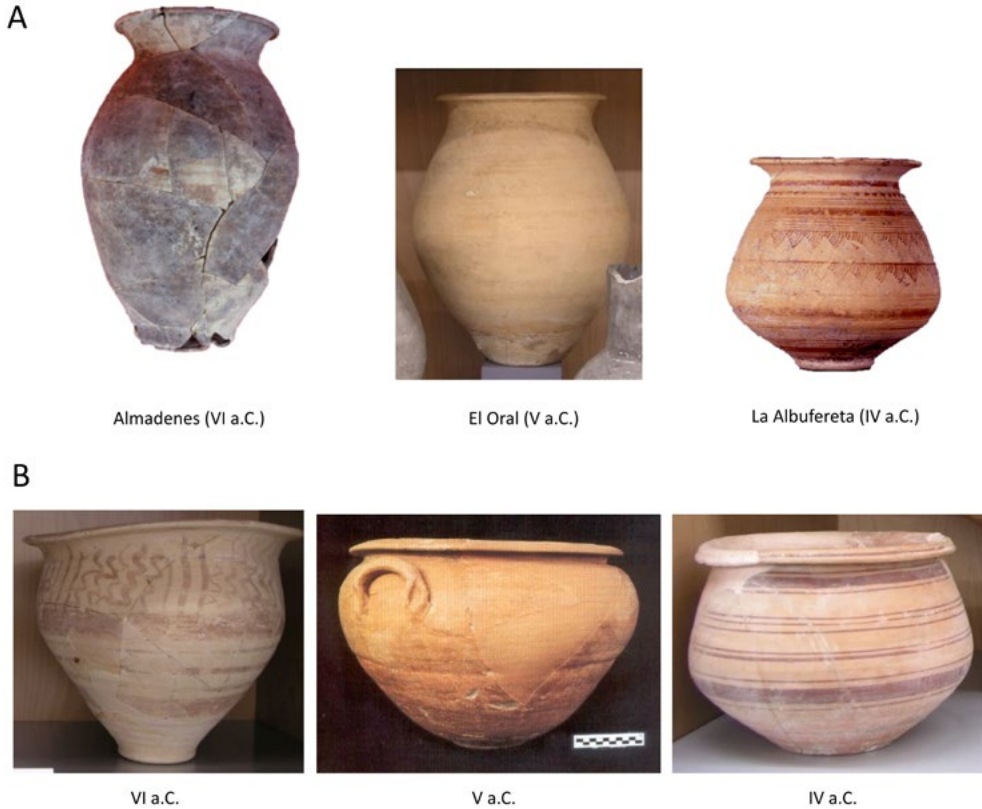 A
Almadenes (VI a.C.)
El Oral (V a.C.)
La Albufereta (IV a.C.)
B
VI a.C.
V a.C.
IV a.C.